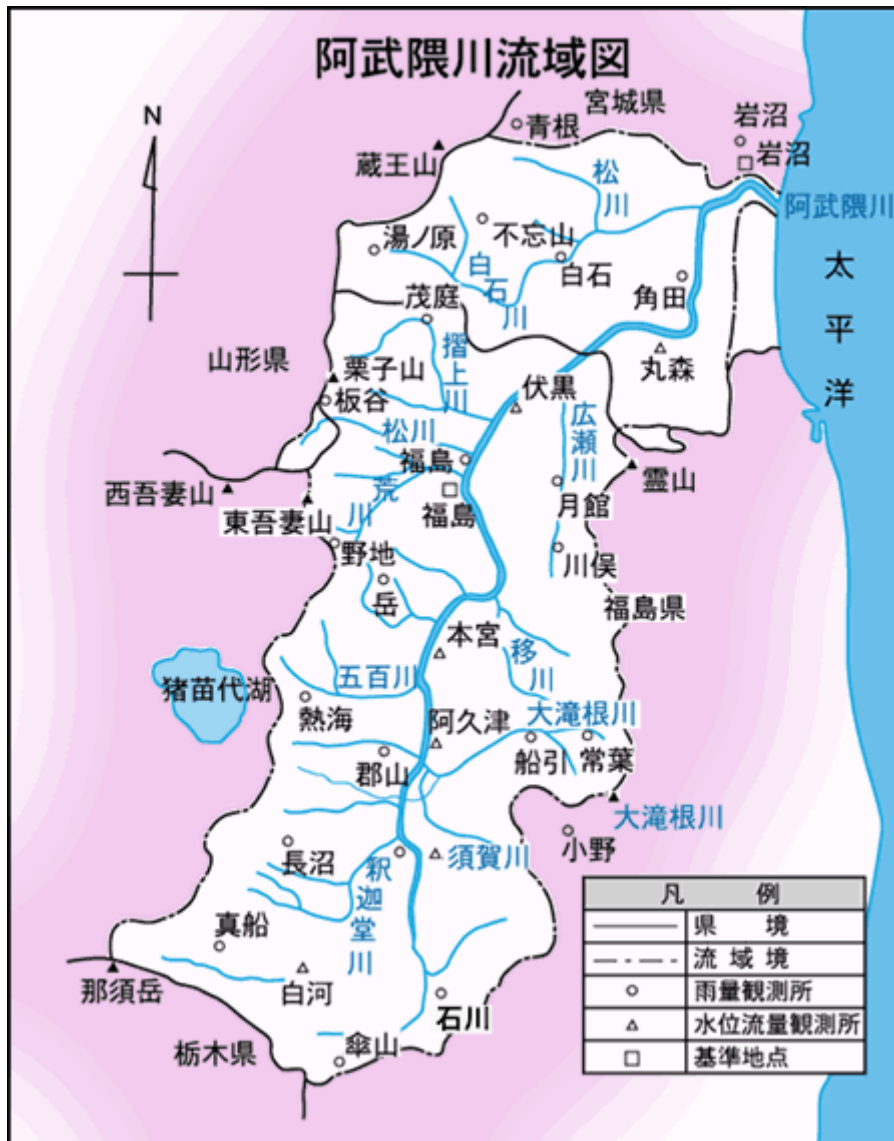 阿武隈川流域図
N
宮城県
青根
岩沼
岩沼
蔵王山
松川
阿武隈川
湯ノ原
不忘山
白石川
白石
角田
太平洋
茂庭
摺上川
山形県
栗子山
板谷
丸森
伏黒
広瀬川
松川
福島
荒川
福島
西吾妻山
東吾妻山
月館
霊山
野地
川俣
岳
福島県
本宮
移川
猪苗代湖
五百川
熱海
阿久津
大滝根川
郡山
船引
常葉
大滝根川
小野
長沼
釈迦堂川
須賀川
真船
那須岳
白河
石川
栃木県
傘山
凡例
県境
流域境
雨量観測所
水位流量観測所
基準地点